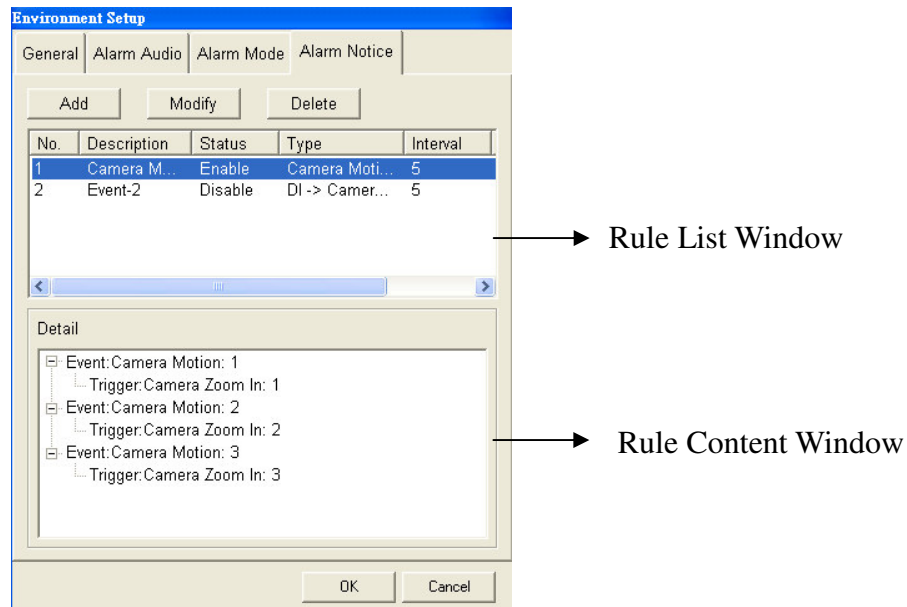 Environment Setup
General Alarm Audio Alarm Mode Alarm Notice
Add Modify Delete
No. Description Status Type Interval
1 Camera M... Enable Camera Moti... 5
2 Event-2 Disable DI -> Camer... 5
Rule List Window
Detail
Event:Camera Motion: 1
Trigger:Camera Zoom In: 1
Event:Camera Motion: 2
Trigger:Camera Zoom In: 2
Event:Camera Motion: 3
Trigger:Camera Zoom In: 3
Rule Content Window
OK Cancel